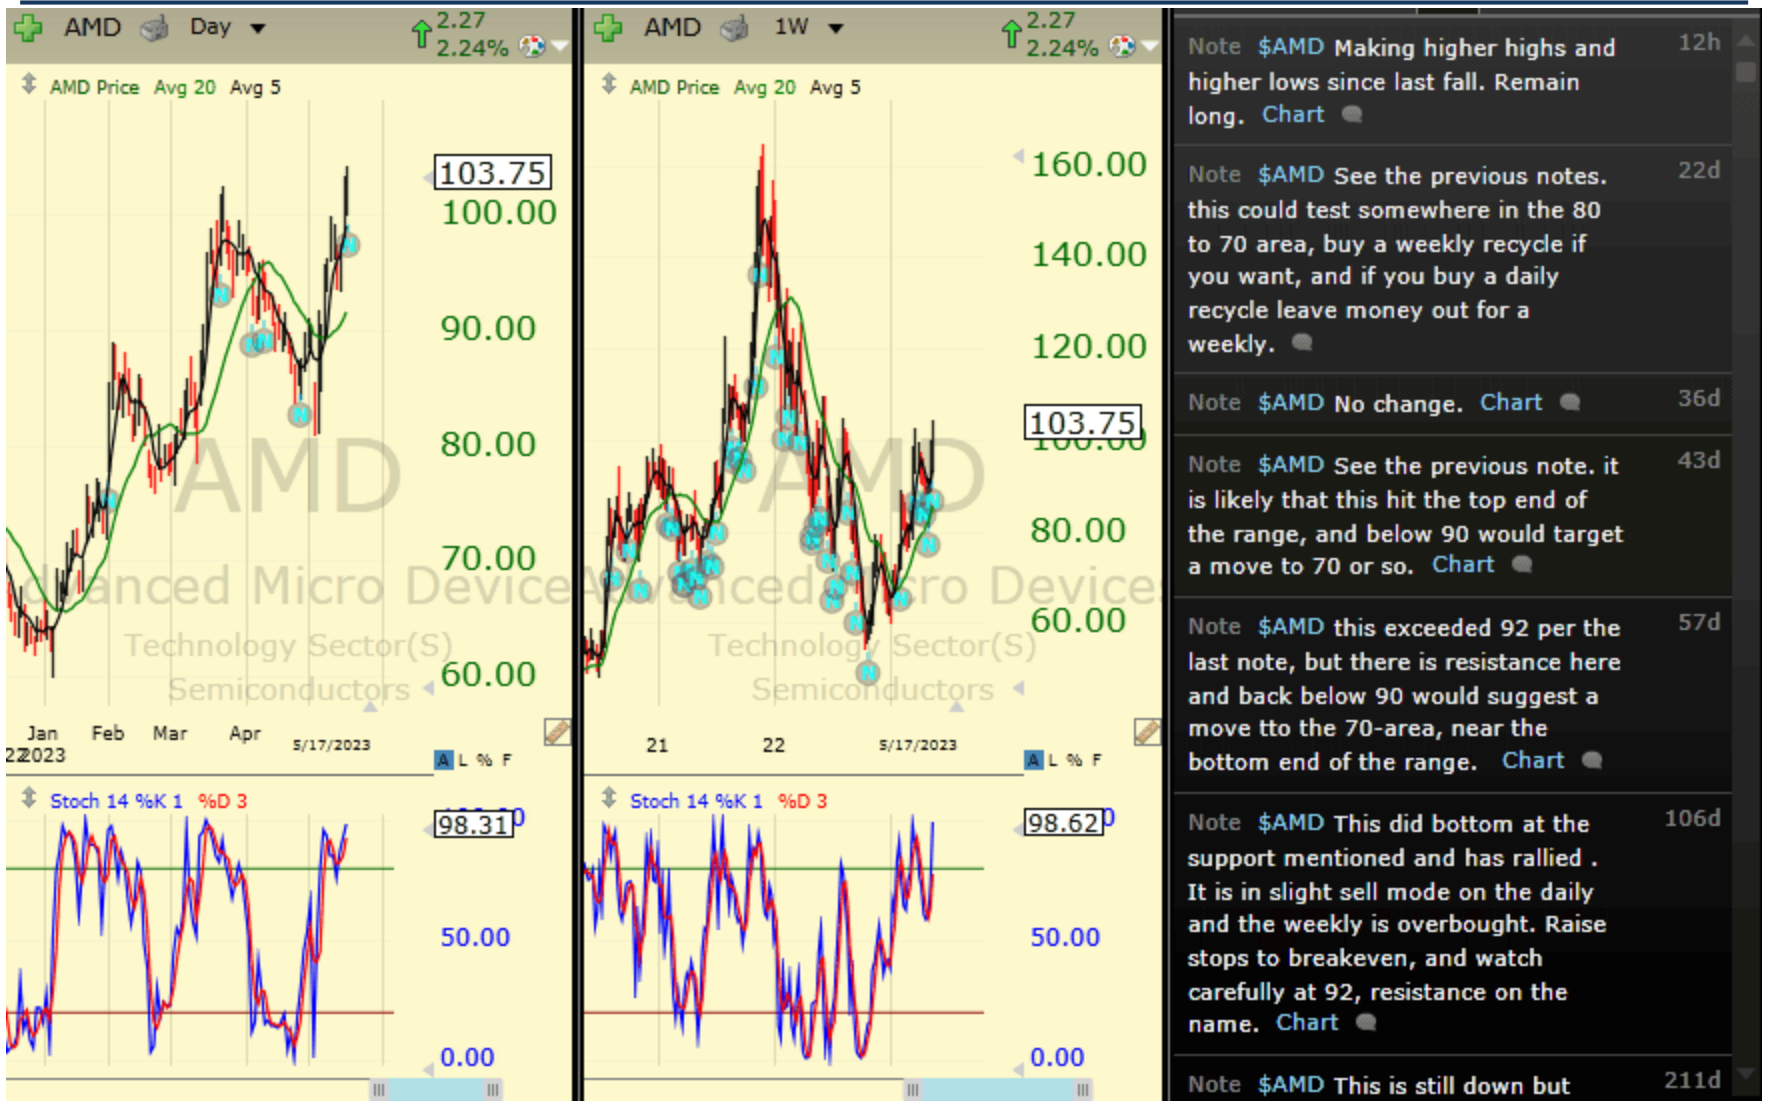 AMD Day 2.27
2.24%
AMD Price Avg 20 Avg 5
103.75
100.00
90.00
80.00
70.00
60.00
AMD
Advanced Micro Devices
Technology Sector(S)
Semiconductors
Jan Feb Mar Apr 5/17/2023
22 2023
A L % F
Stoch 14 %K 1 %D 3
98.31
50.00
0.00
AMD 1W 2.27
2.24%
AMD Price Avg 20 Avg 5
160.00
140.00
120.00
103.75
100.00
80.00
60.00
AMD
Advanced Micro Devices
Technology Sector(S)
Semiconductors
21 22 5/17/2023
A L % F
Stoch 14 %K 1 %D 3
98.62
50.00
0.00
Note $AMD Making higher highs and 12h
higher lows since last fall. Remain
long. Chart
Note $AMD See the previous notes. 22d
this could test somewhere in the 80
to 70 area, buy a weekly recycle if
you want, and if you buy a daily
recycle leave money out for a
weekly.
Note $AMD No change. Chart 36d
Note $AMD See the previous note. it 43d
is likely that this hit the top end of
the range, and below 90 would target
a move to 70 or so. Chart
Note $AMD this exceeded 92 per the 57d
last note, but there is resistance here
and back below 90 would suggest a
move tto the 70-area, near the
bottom end of the range. Chart
Note $AMD This did bottom at the 106d
support mentioned and has rallied .
It is in slight sell mode on the daily
and the weekly is overbought. Raise
stops to breakeven, and watch
carefully at 92, resistance on the
name. Chart
Note $AMD This is still down but 211d